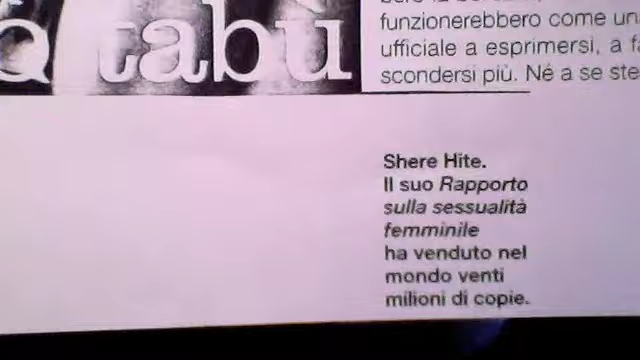 tabù
funzionerebbero come un
ufficiale a esprimersi, a
scondersi più. Né a se ste
Shere Hite.
Il suo Rapporto
sulla sessualità
femminile
ha venduto nel
mondo venti
milioni di copie.